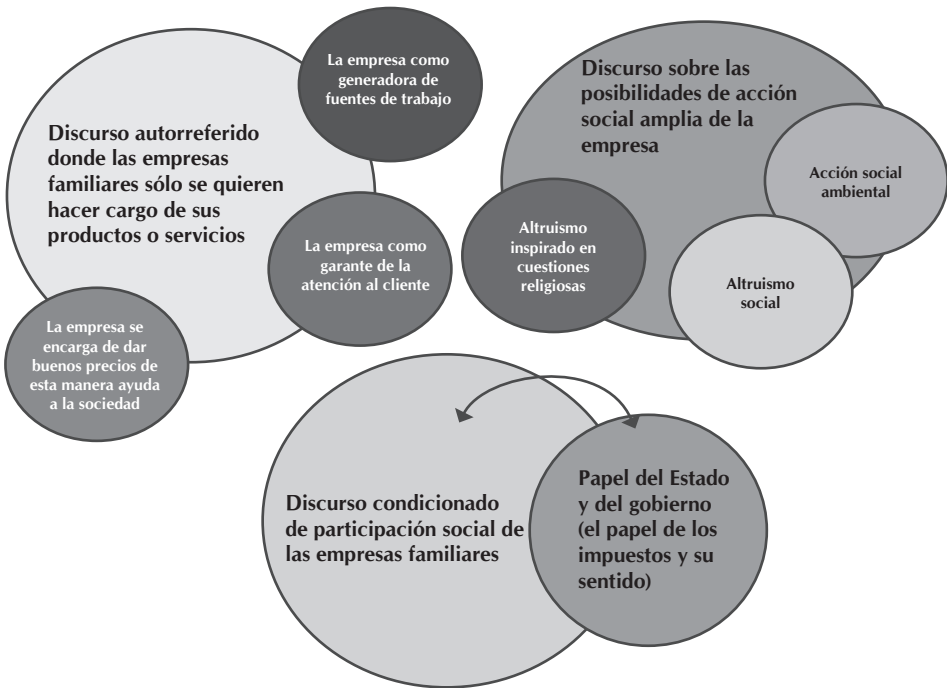 Discurso autorreferido
donde las empresas
familiares sólo se quieren
hacer cargo de sus
productos o servicios
La empresa como
generadora de
fuentes de trabajo
La empresa como
garante de la
atención al cliente
La empresa se
encarga de dar
buenos precios de
esta manera ayuda
a la sociedad
Discurso sobre las
posibilidades de acción
social amplia de la
empresa
Acción social
ambiental
Altruismo
inspirado en
cuestiones
religiosas
Altruismo
social
Discurso condicionado
de participación social de
las empresas familiares
Papel del Estado
y del gobierno
(el papel de los
impuestos y su
sentido)